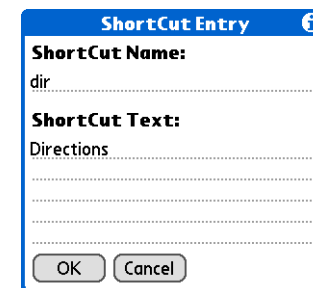 ShortCut Entry
ShortCut Name:
dir
ShortCut Text:
Directions
OK Cancel